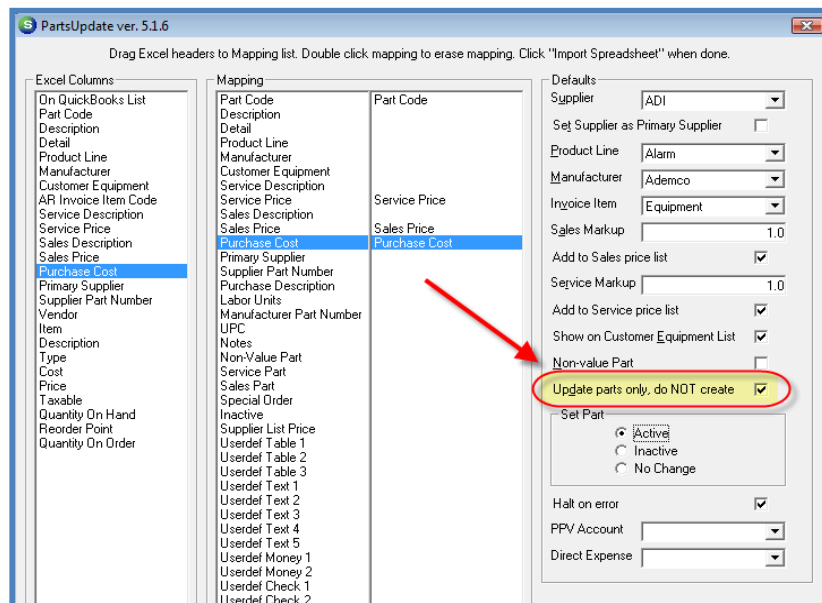 PartsUpdate ver. 5.1.6
Drag Excel headers to Mapping list. Double click mapping to erase mapping. Click "Import Spreadsheet" when done.
Excel Columns
On QuickBooks List
Part Code
Description
Detail
Product Line
Manufacturer
Customer Equipment
AR Invoice Item Code
Service Description
Service Price
Sales Description
Sales Price
Purchase Cost
Primary Supplier
Supplier Part Number
Vendor
Item
Description
Type
Cost
Price
Taxable
Quantity On Hand
Reorder Point
Quantity On Order
Mapping
Part Code Part Code
Description
Detail
Product Line
Manufacturer
Customer Equipment
Service Description
Service Price Service Price
Sales Description
Sales Price Sales Price
Purchase Cost Purchase Cost
Primary Supplier
Supplier Part Number
Purchase Description
Labor Units
Manufacturer Part Number
UPC
Notes
Non-Value Part
Service Part
Sales Part
Special Order
Inactive
Supplier List Price
Userdef Table 1
Userdef Table 2
Userdef Table 3
Userdef Text 1
Userdef Text 2
Userdef Text 3
Userdef Text 4
Userdef Text 5
Userdef Money 1
Userdef Money 2
Userdef Check 1
Userdef Check 2
Defaults
Supplier ADI
Set Supplier as Primary Supplier
Product Line Alarm
Manufacturer Ademco
Invoice Item Equipment
Sales Markup 1.0
Add to Sales price list
Service Markup 1.0
Add to Service price list
Show on Customer Equipment List
Non-value Part
Update parts only, do NOT create
Set Part
Active
Inactive
No Change
Halt on error
PPV Account
Direct Expense